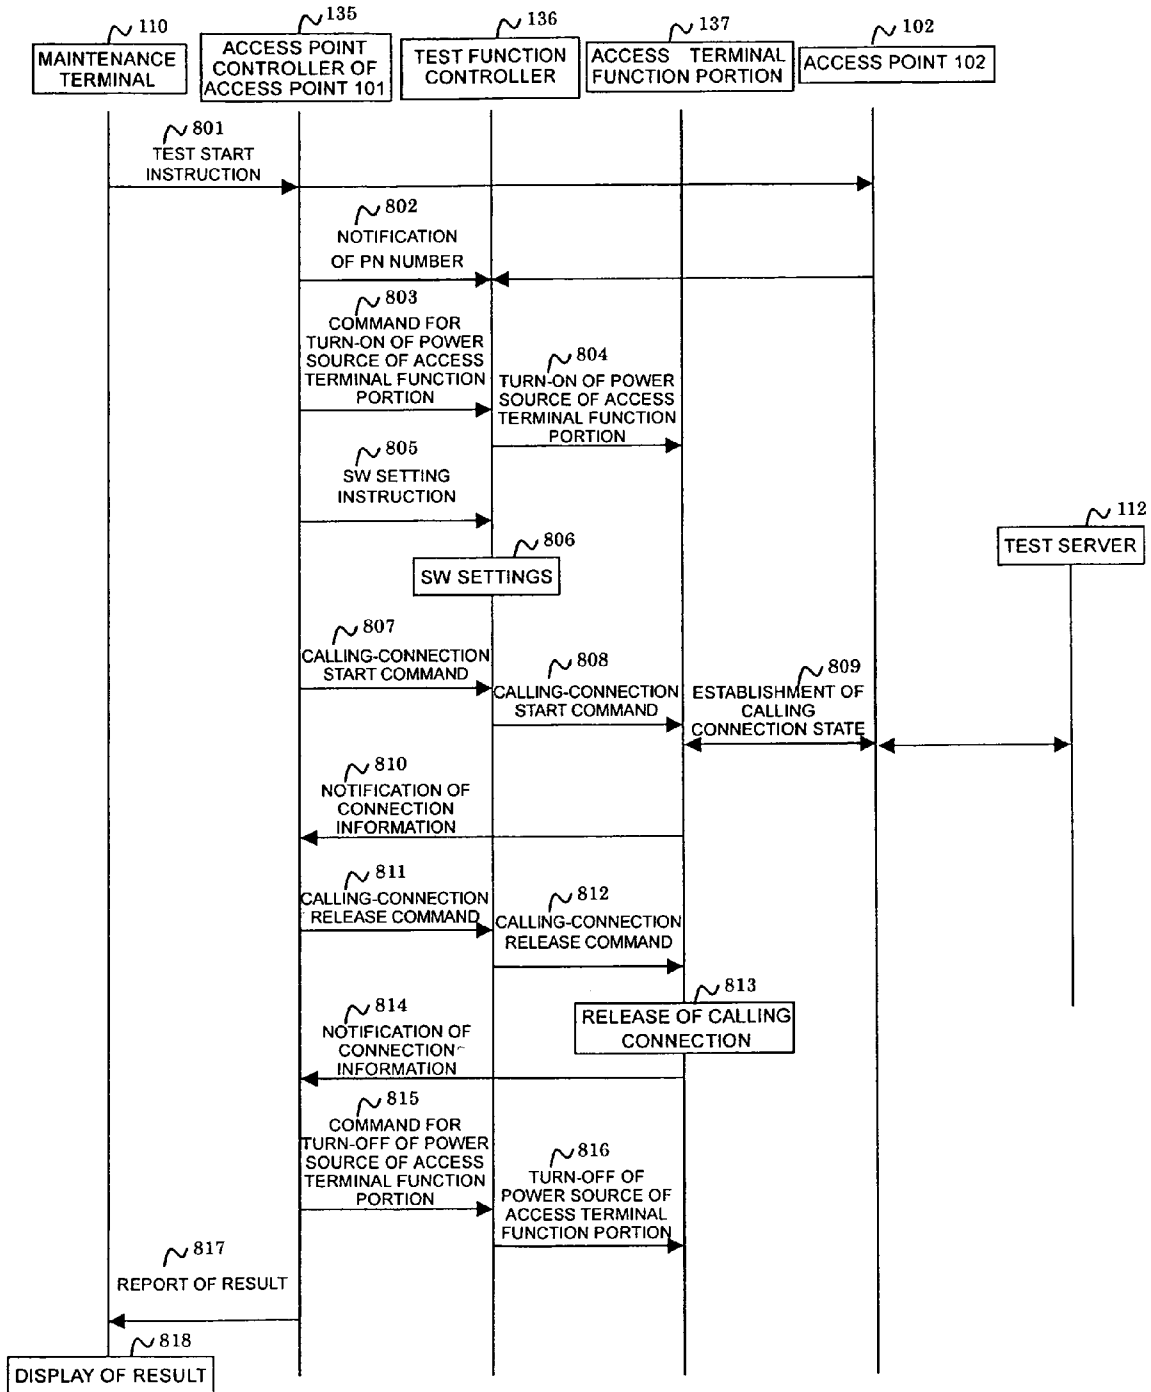 110
MAINTENANCE
TERMINAL
135
ACCESS POINT
CONTROLLER OF
ACCESS POINT 101
136
TEST FUNCTION
CONTROLLER
137
ACCESS TERMINAL
FUNCTION PORTION
102
ACCESS POINT 102
801
TEST START
INSTRUCTION
802
NOTIFICATION
OF PN NUMBER
803
COMMAND FOR
TURN-ON OF POWER
SOURCE OF ACCESS
TERMINAL FUNCTION
PORTION
804
TURN-ON OF POWER
SOURCE OF ACCESS
TERMINAL FUNCTION
PORTION
805
SW SETTING
INSTRUCTION
112
TEST SERVER
806
SW SETTINGS
807
CALLING-CONNECTION
START COMMAND
808
CALLING-CONNECTION
START COMMAND
809
ESTABLISHMENT OF
CALLING
CONNECTION STATE
810
NOTIFICATION OF
CONNECTION
INFORMATION
811
CALLING-CONNECTION
RELEASE COMMAND
812
CALLING-CONNECTION
RELEASE COMMAND
813
RELEASE OF CALLING
CONNECTION
814
NOTIFICATION OF
CONNECTION
INFORMATION
815
COMMAND FOR
TURN-OFF OF POWER
SOURCE OF ACCESS
TERMINAL FUNCTION
PORTION
816
TURN-OFF OF
POWER SOURCE OF
ACCESS TERMINAL
FUNCTION PORTION
817
REPORT OF RESULT
818
DISPLAY OF RESULT